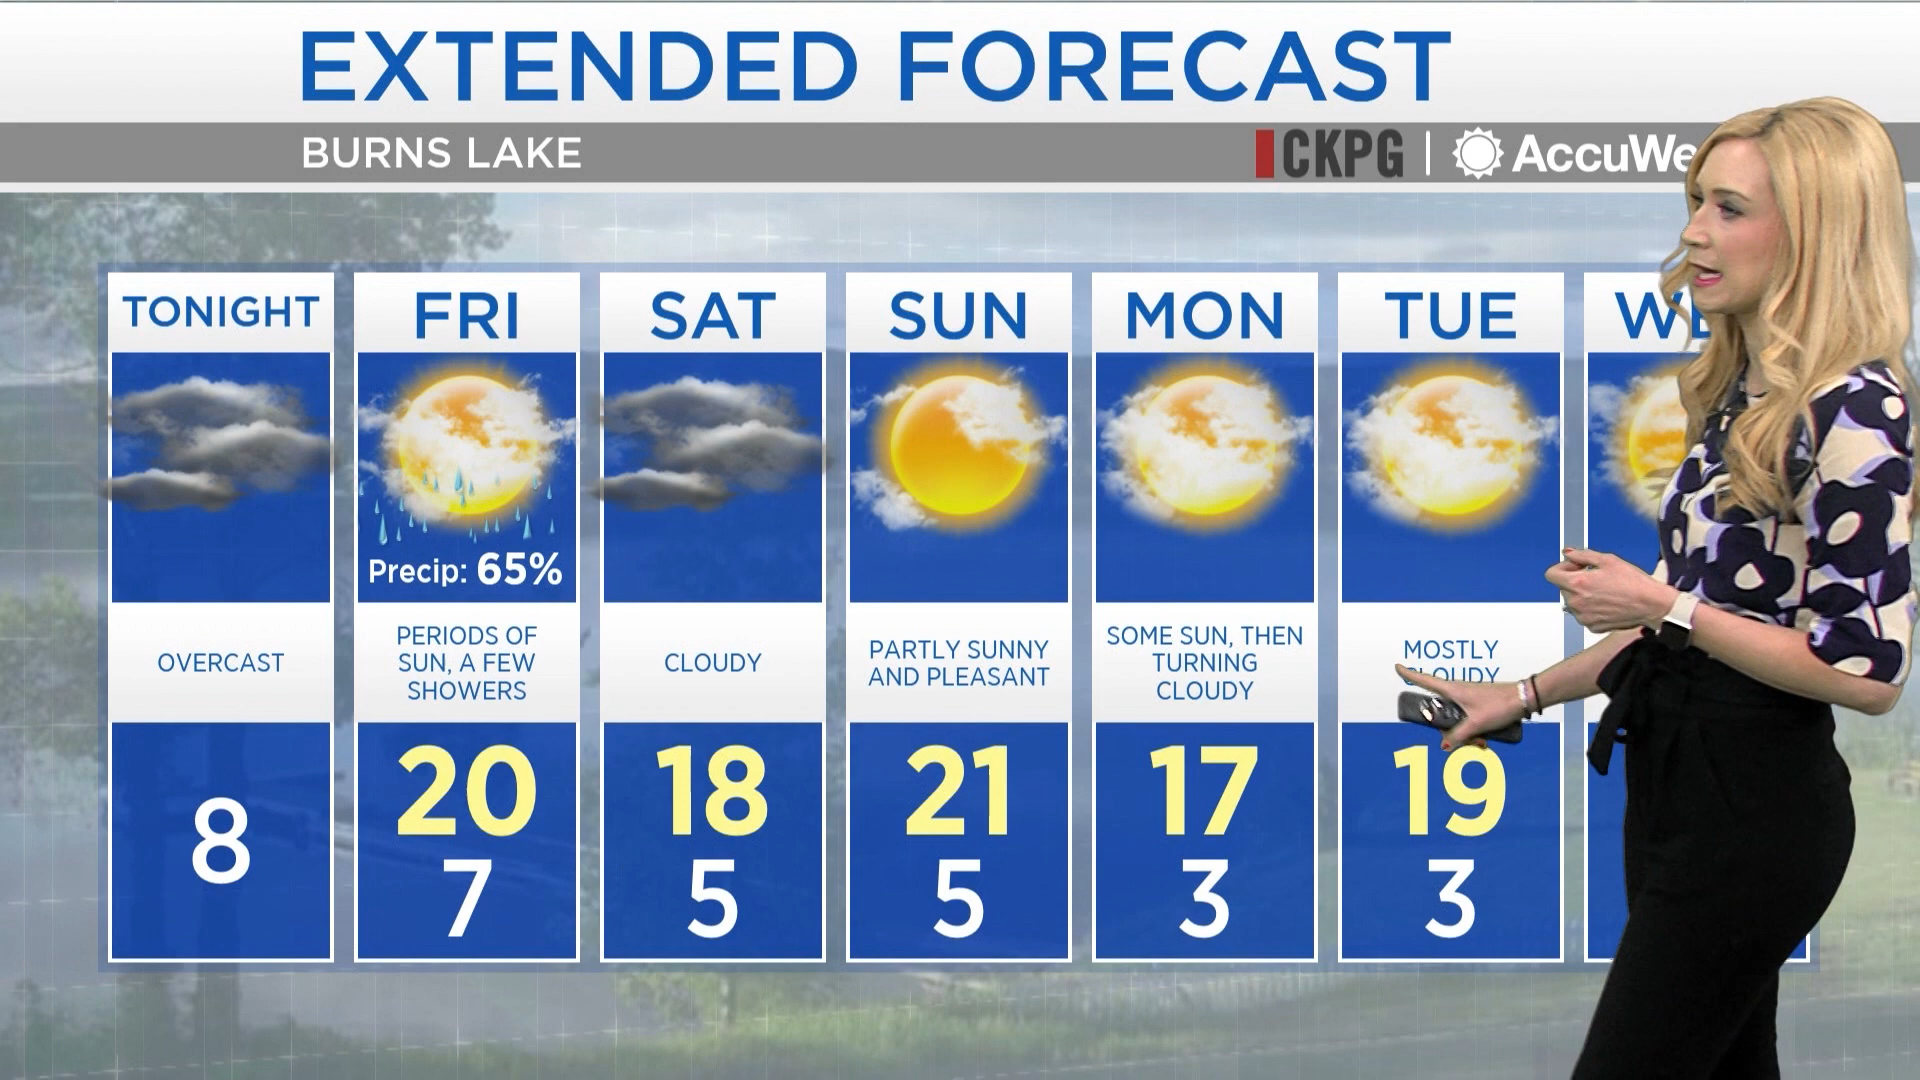 EXTENDED FORECAST
BURNS LAKE
CKPG | AccuWe
TONIGHT
OVERCAST
8
FRI
Precip: 65%
PERIODS OF
SUN, A FEW
SHOWERS
20
7
SAT
CLOUDY
18
5
SUN
PARTLY SUNNY
AND PLEASANT
21
5
MON
SOME SUN, THEN
TURNING
CLOUDY
17
3
TUE
MOSTLY
CLOUDY
19
3
WE